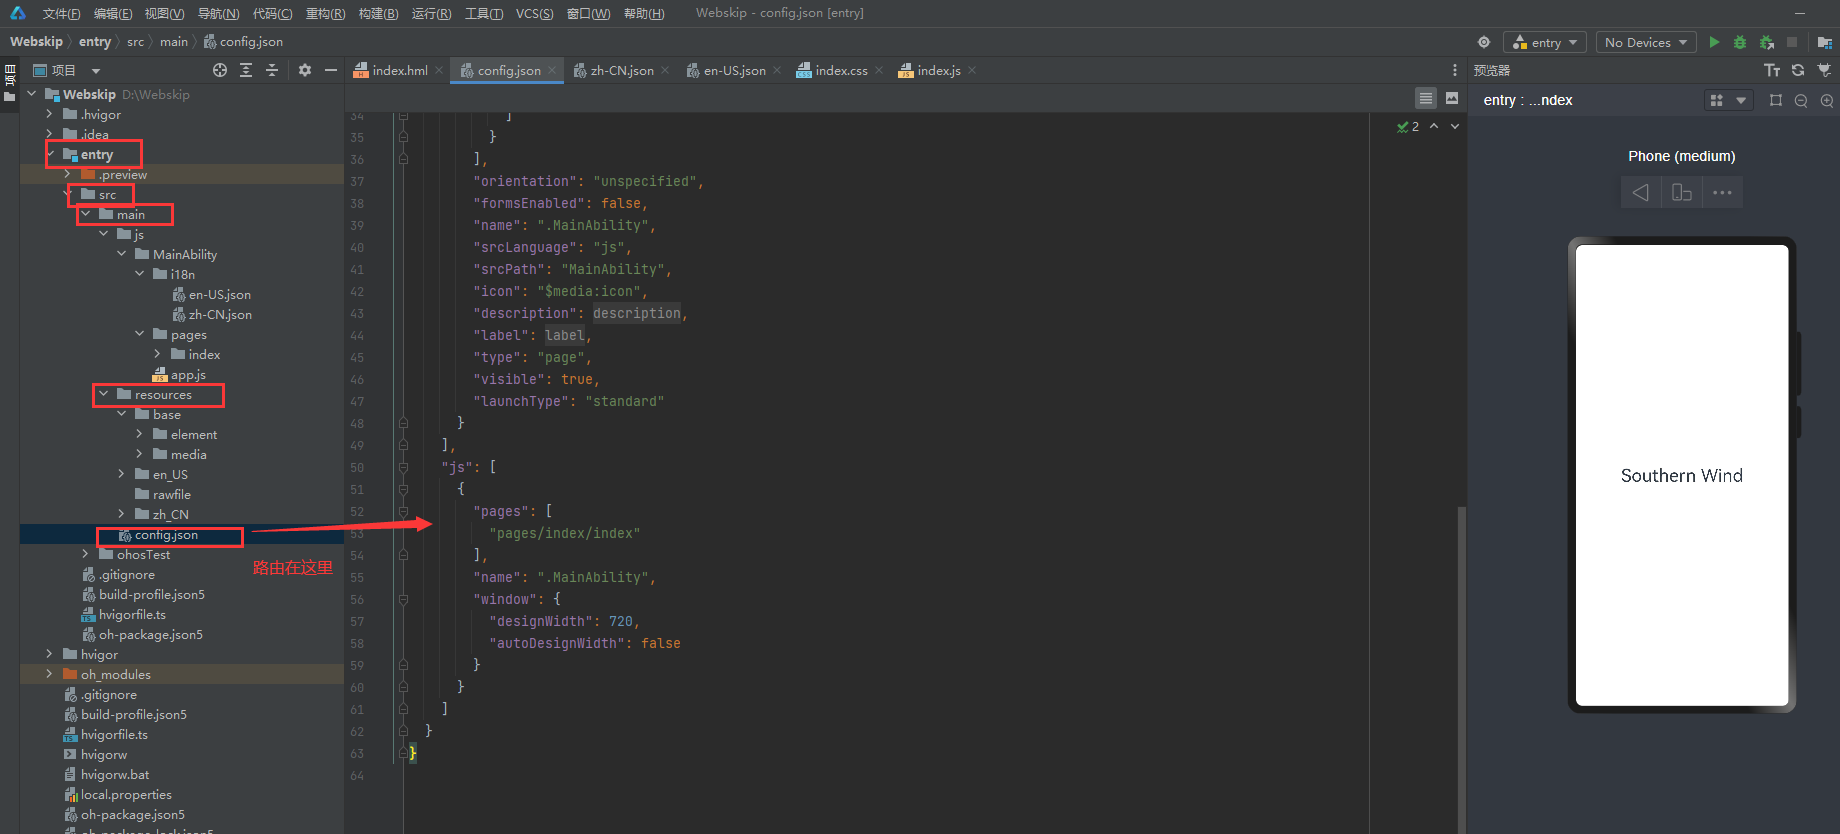 文件(F) 编辑(E) 视图(V) 导航(N) 代码(C) 重构(R) 构建(B) 运行(R) 工具(T) VCS(S) 窗口(W) 帮助(H) Webskip - config.json [entry]
Webskip entry src main config.json entry No Devices
项目
项目
index.hml config.json zh-CN.json en-US.json index.css index.js
Webskip D:\Webskip
.hvigor
.idea
entry
.preview
src
main
js
MainAbility
i18n
en-US.json
zh-CN.json
pages
index
app.js
resources
base
element
media
en_US
rawfile
zh_CN
config.json
ohosTest
路由在这里
.gitignore
build-profile.json5
hvigorfile.ts
oh-package.json5
hvigor
oh_modules
.gitignore
build-profile.json5
hvigorfile.ts
hvigorw
hvigorw.bat
local.properties
oh-package.json5
oh-package-lock.json5
2
34 ]
35 }
36 ],
37 "orientation": "unspecified",
38 "formsEnabled": false,
39 "name": ".MainAbility",
40 "srcLanguage": "js",
41 "srcPath": "MainAbility",
42 "icon": "$media:icon",
43 "description": description,
44 "label": label,
45 "type": "page",
46 "visible": true,
47 "launchType": "standard"
48 }
49 ],
50 "js": [
51 {
52 "pages": [
53 "pages/index/index"
54 ],
55 "name": ".MainAbility",
56 "window": {
57 "designWidth": 720,
58 "autoDesignWidth": false
59 }
60 }
61 ]
62 }
63 }
64
预览器
entry : ...ndex
Phone (medium)
Southern Wind